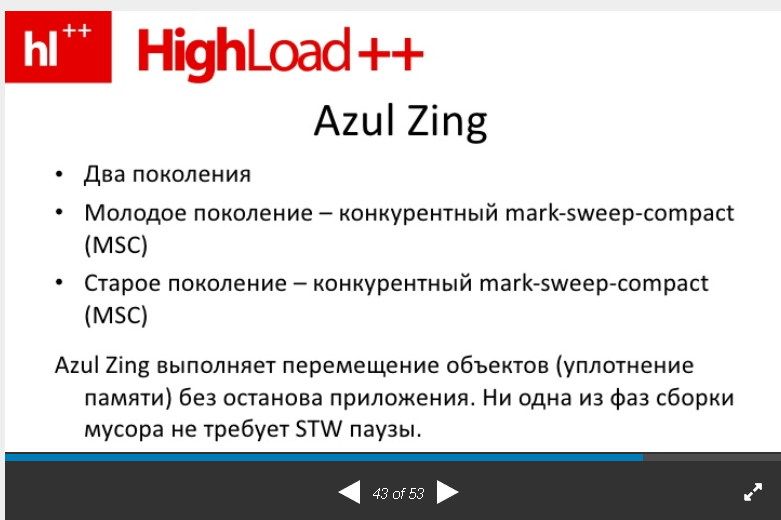 hl++
HighLoad++
Azul Zing
• Два поколения
• Молодое поколение – конкурентный mark-sweep-compact
(MSC)
• Старое поколение – конкурентный mark-sweep-compact
(MSC)
Azul Zing выполняет перемещение объектов (уплотнение
памяти) без останова приложения. Ни одна из фаз сборки
мусора не требует STW паузы.
43 of 53